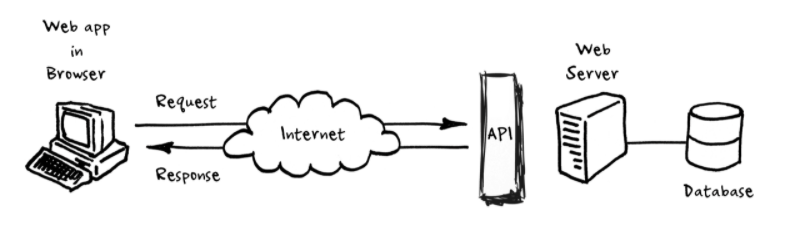 Web app
in
Browser
Request
Response
Internet
API
Web
Server
Database